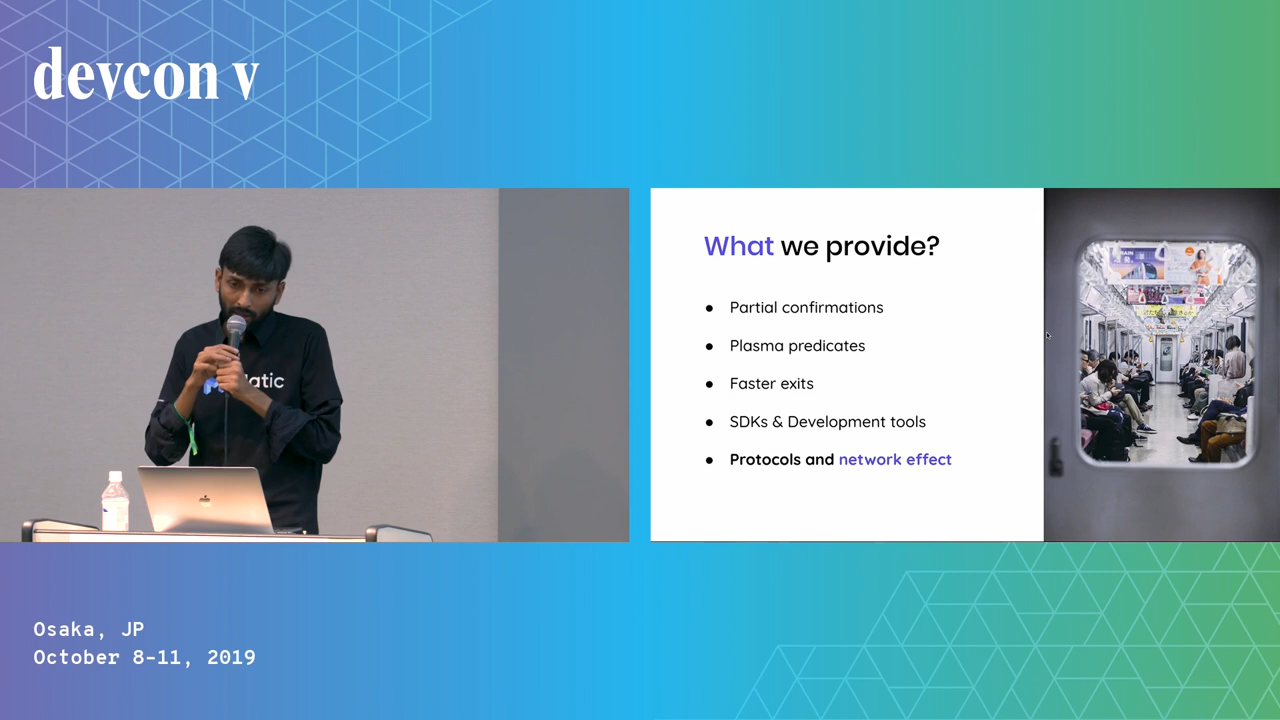 devcon v
atic
What we provide?
● Partial confirmations
● Plasma predicates
● Faster exits
● SDKs & Development tools
● Protocols and network effect
Osaka, JP
October 8-11, 2019